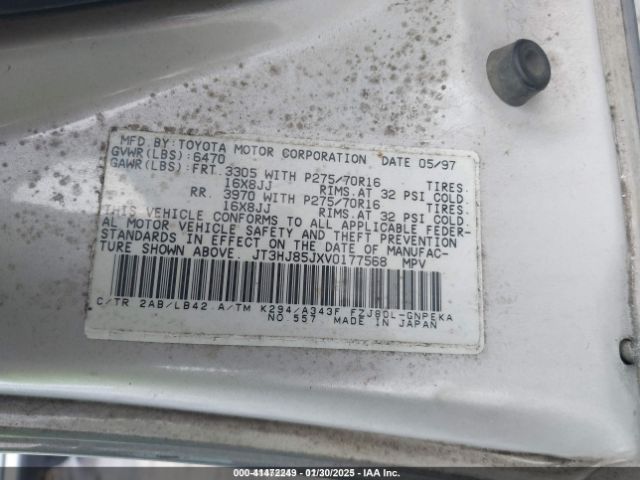 MFD.BY:TOYOTA MOTOR CORPORATION DATE 05/97
GVWR(LBS):6470
GAWR(LBS):FRT. 3305 WITH P275/70R16 TIRES.
16X8JJ RIMS.AT 32 PSI COLD.
RR. 3970 WITH P275/70R16 TIRES.
16X8JJ RIMS.AT 32 PSI COLD.
THIS VEHICLE CONFORMS TO ALL APPLICABLE FEDER-
AL MOTOR VEHICLE SAFETY AND THEFT PREVENTION
STANDARDS IN EFFECT ON THE DATE OF MANUFAC-
TURE SHOWN ABOVE. JT3HJ85JXV0177568 MPV
C/TR 2AB/LB42 A/TM K294/A343F FZJ80L-GNPEKA
NO.557 MADE IN JAPAN
000-41472249 - 01/30/2025 - IAA Inc.